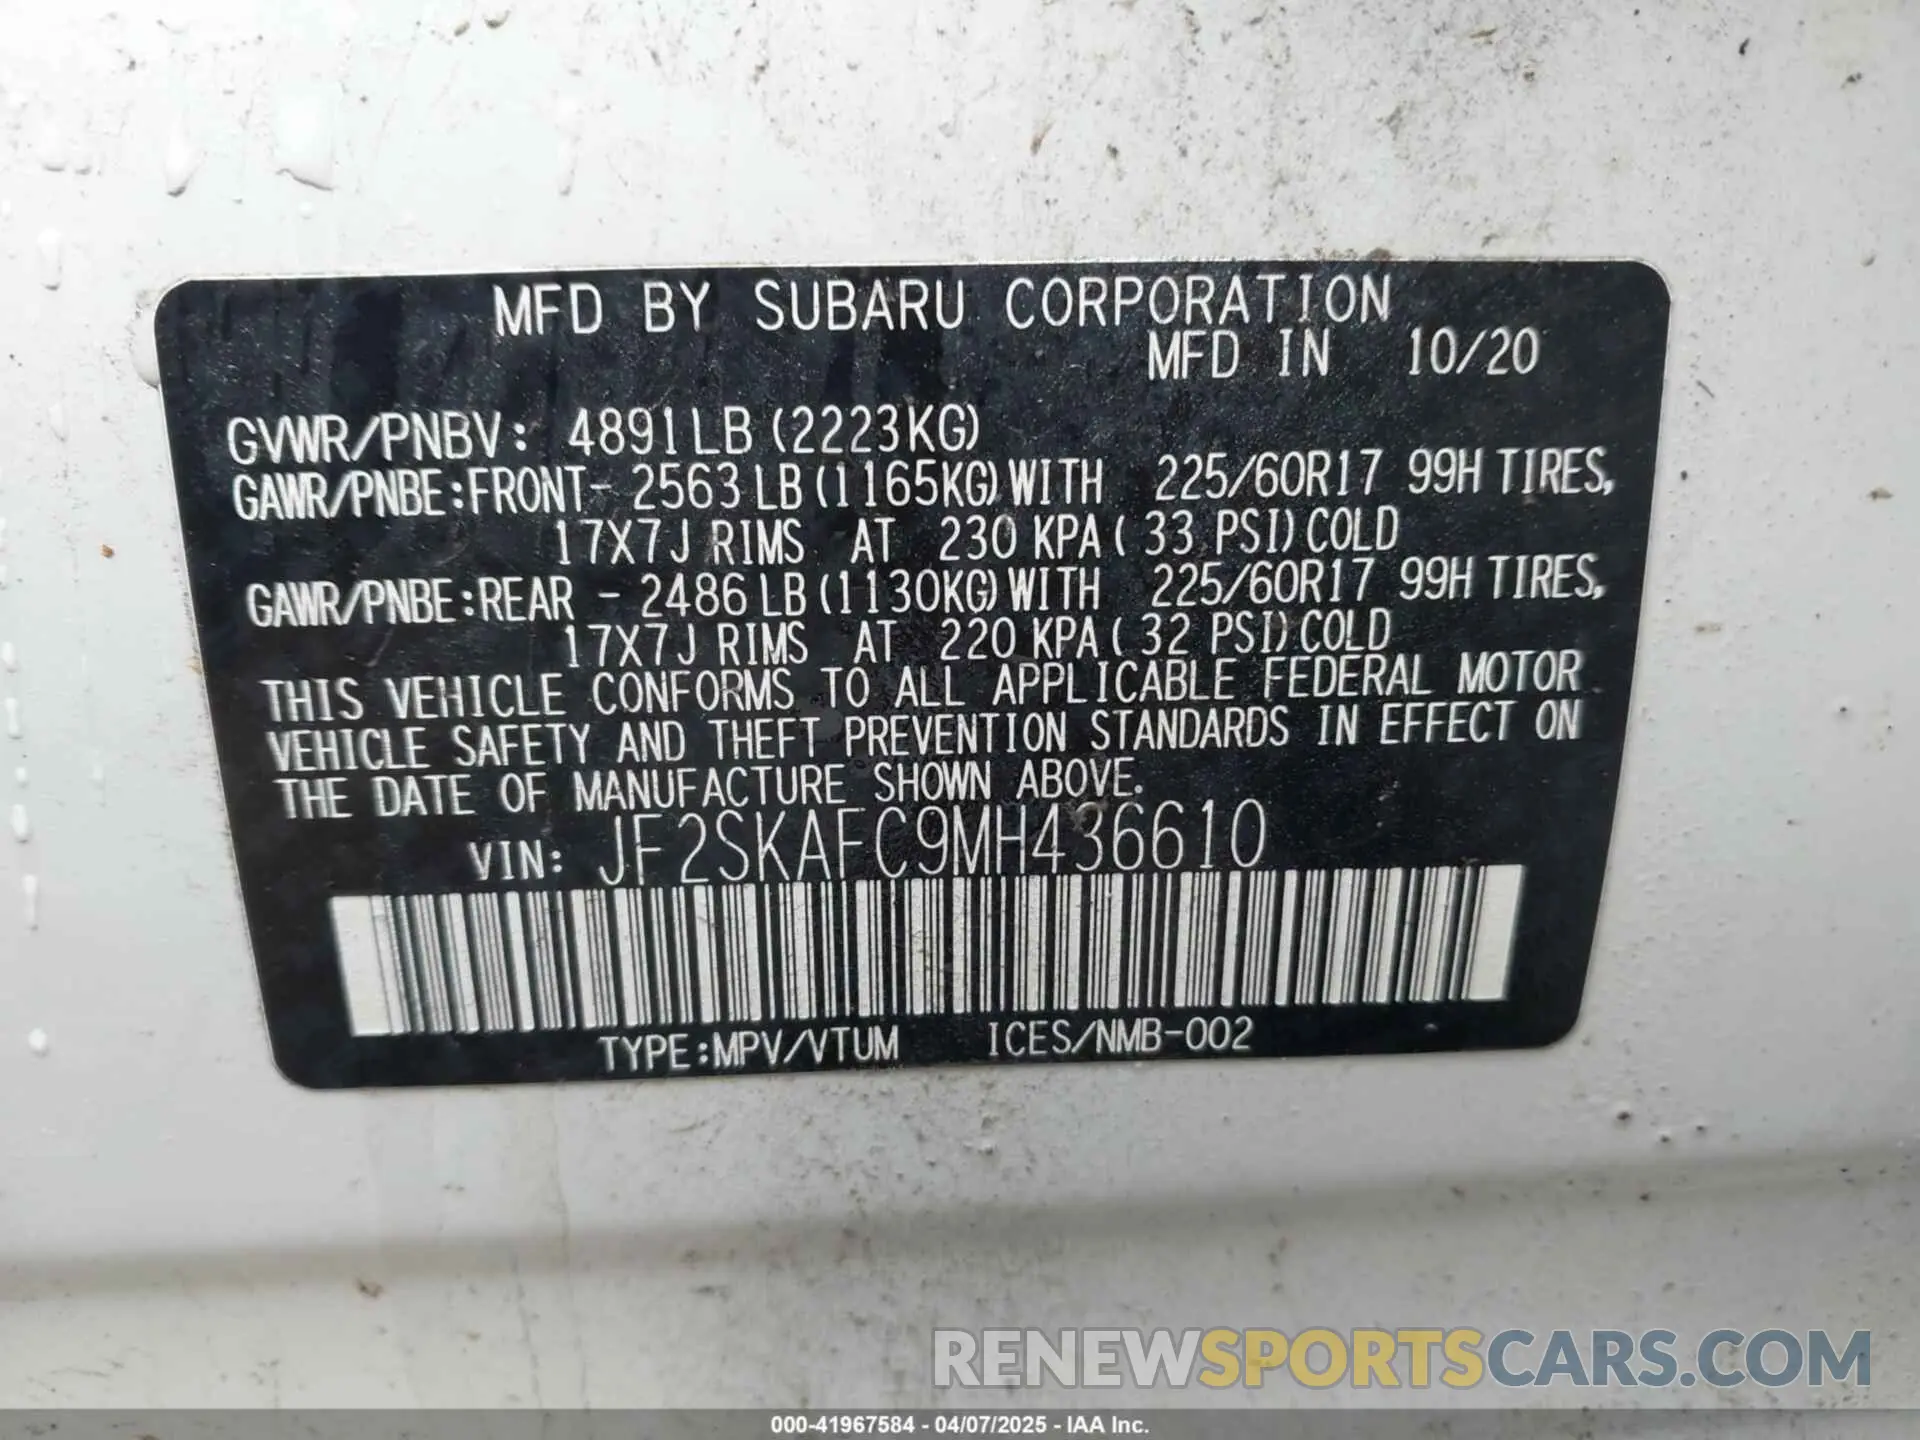 MFD BY SUBARU CORPORATION
MFD IN 10/20
GVWR/PNBV: 4891LB (2223KG)
GAWR/PNBE:FRONT- 2563 LB (1165KG) WITH 225/60R17 99H TIRES,
17X7J RIMS AT 230 KPA ( 33 PSI) COLD
GAWR/PNBE:REAR - 2486 LB (1130KG) WITH 225/60R17 99H TIRES,
17X7J RIMS AT 220 KPA ( 32 PSI) COLD
THIS VEHICLE CONFORMS TO ALL APPLICABLE FEDERAL MOTOR
VEHICLE SAFETY AND THEFT PREVENTION STANDARDS IN EFFECT ON
THE DATE OF MANUFACTURE SHOWN ABOVE.
VIN: JF2SKAFC9MH436610
TYPE:MPV/VTUM ICES/NMB-002
RENEWSPORTSCARS.COM
000-41967584 - 04/07/2025 - IAA Inc.